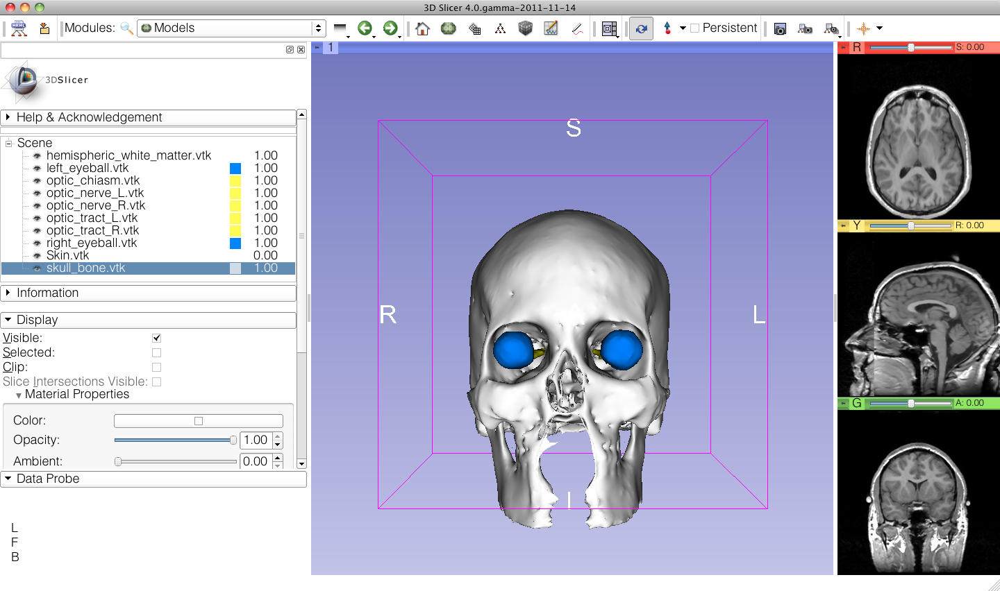 3D Slicer 4.0.gamma-2011-11-14
Modules: Models Persistent
1
R S: 0.00
3DSlicer
Help & Acknowledgement
Scene
hemispheric_white_matter.vtk 1.00
left_eyeball.vtk 1.00
optic_chiasm.vtk 1.00
optic_nerve_L.vtk 1.00
optic_nerve_R.vtk 1.00
optic_tract_L.vtk 1.00
optic_tract_R.vtk 1.00
right_eyeball.vtk 1.00
Skin.vtk 0.00
skull_bone.vtk 1.00
Information
Display
Visible:
Selected:
Clip:
Slice Intersections Visible:
Material Properties
Color:
Opacity: 1.00
Ambient: 0.00
Data Probe
L
F
B
S
R L
I
Y R: 0.00
G A: 0.00